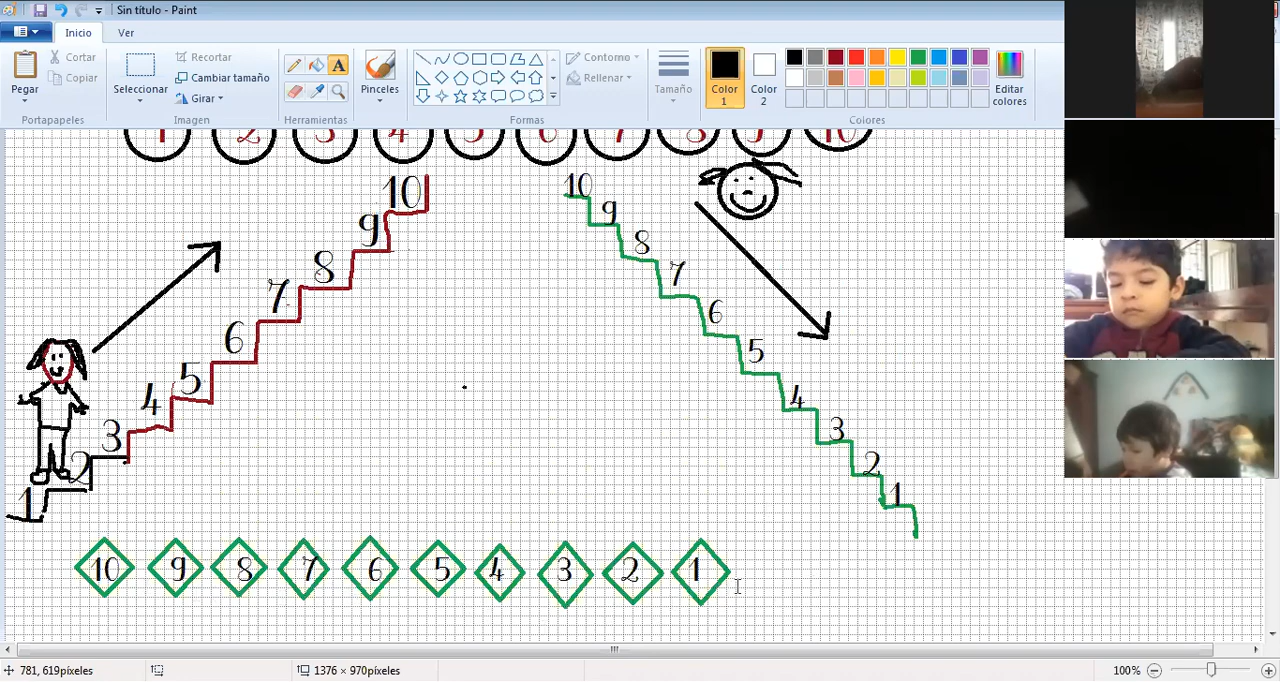 Sin título - Paint
Inicio Ver
Pegar
Cortar
Copiar
Portapapeles
Seleccionar
Recortar
Cambiar tamaño
Girar
Imagen
A
Herramientas
Pinceles
Contorno
Rellenar
Formas
Tamaño
Color 1
Color 2
Editar colores
Colores
1 2 3 4 5 6 7 8 9 10
1 2 3 4 5 6 7 8 9 10
10 9 8 7 6 5 4 3 2 1
10 9 8 7 6 5 4 3 2 1
781, 619píxeles
1376 × 970píxeles
100%